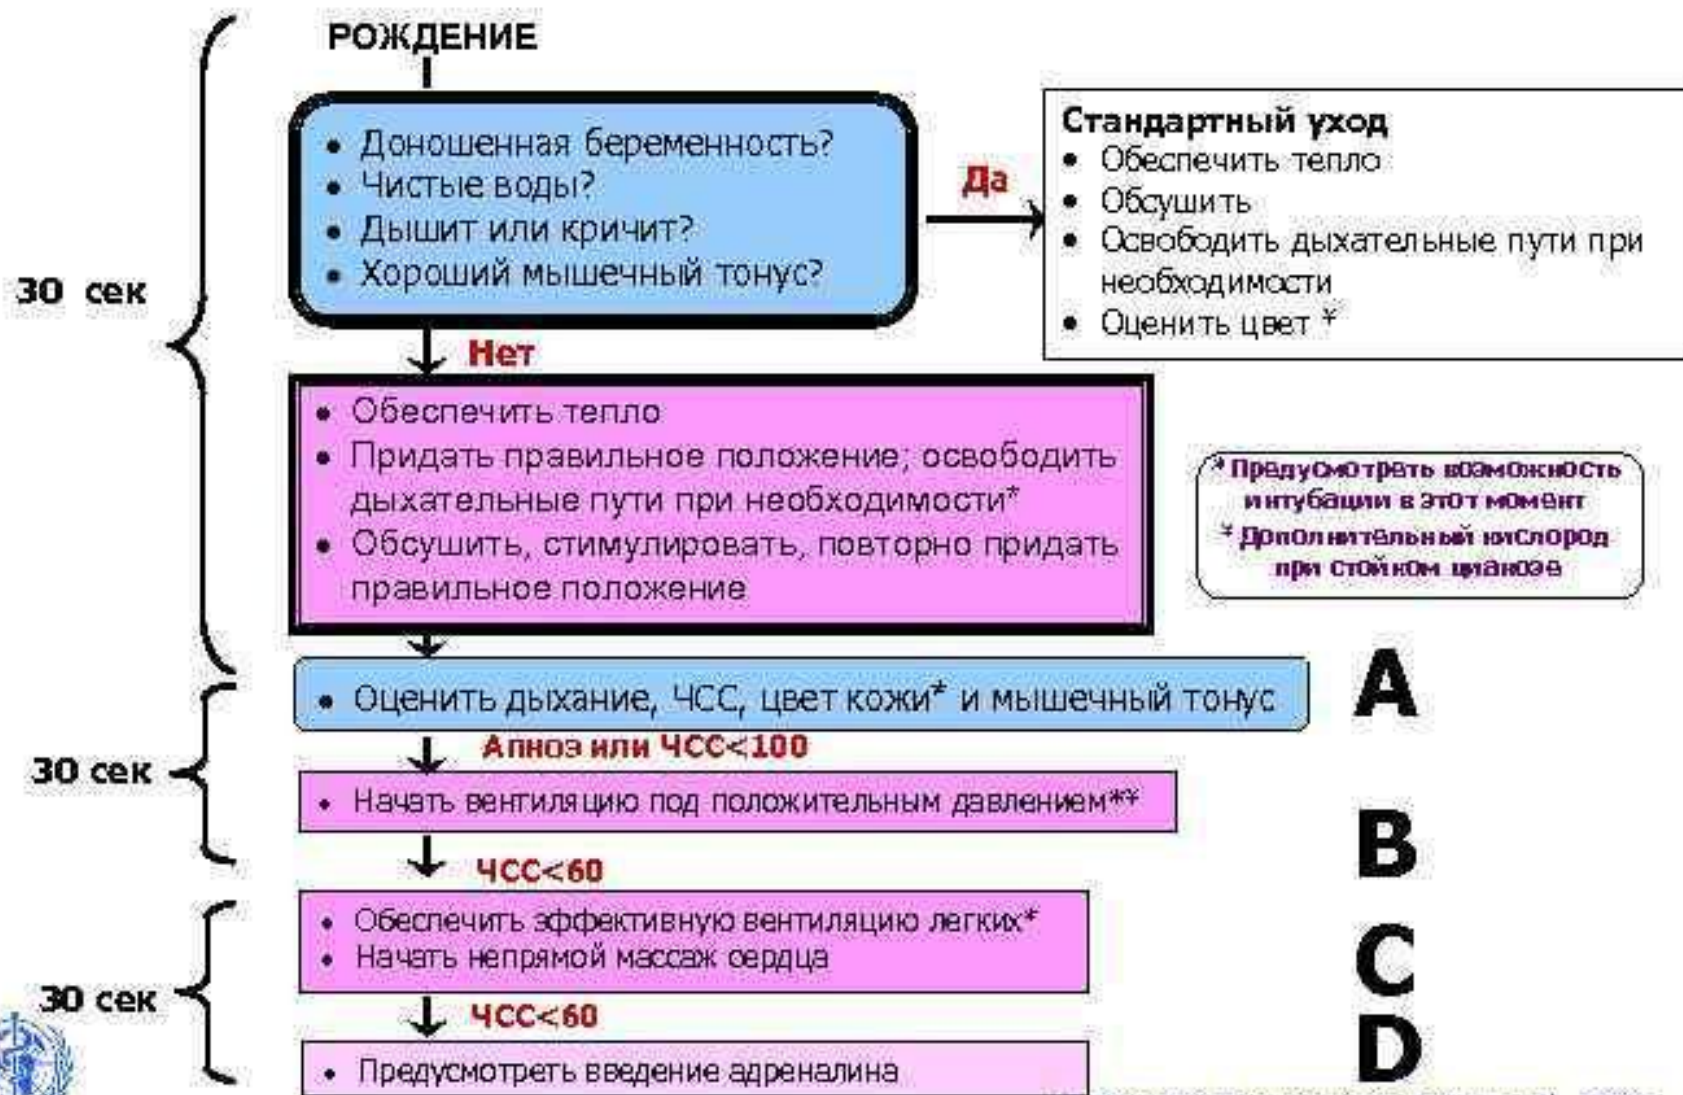 РОЖДЕНИЕ
• Доношенная беременность?
• Чистые воды?
• Дышит или кричит?
• Хороший мышечный тонус?
Да
Стандартный уход
• Обеспечить тепло
• Обсушить
• Освободить дыхательные пути при
необходимости
• Оценить цвет ¥
30 сек
Нет
• Обеспечить тепло
• Придать правильное положение; освободить
дыхательные пути при необходимости*
• Обсушить, стимулировать, повторно придать
правильное положение
* Предусмотреть возможность
интубации в этот момент
¥ Дополнительный кислород
при стойком цианозе
A
• Оценить дыхание, ЧСС, цвет кожи* и мышечный тонус
Апноэ или ЧСС<100
30 сек
• Начать вентиляцию под положительным давлением*¥
B
ЧСС<60
• Обеспечить эффективную вентиляцию легких*
• Начать непрямой массаж сердца
C
30 сек
ЧСС<60
D
• Предусмотреть введение адреналина